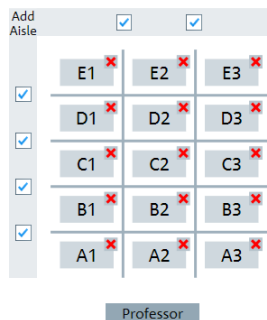 Add
Aisle
E1 E2 E3
D1 D2 D3
C1 C2 C3
B1 B2 B3
A1 A2 A3
Professor